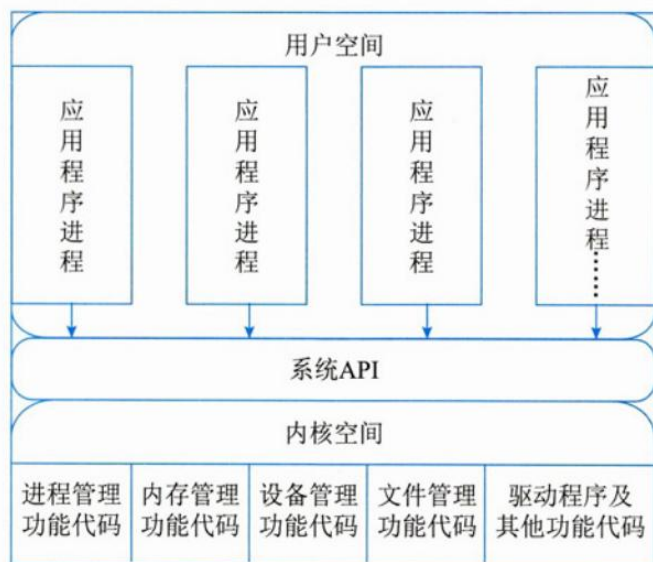 用户空间
应用程序进程
应用程序进程
应用程序进程
应用程序进程……
系统API
内核空间
进程管理
功能代码
内存管理
功能代码
设备管理
功能代码
文件管理
功能代码
驱动程序及
其他功能代码